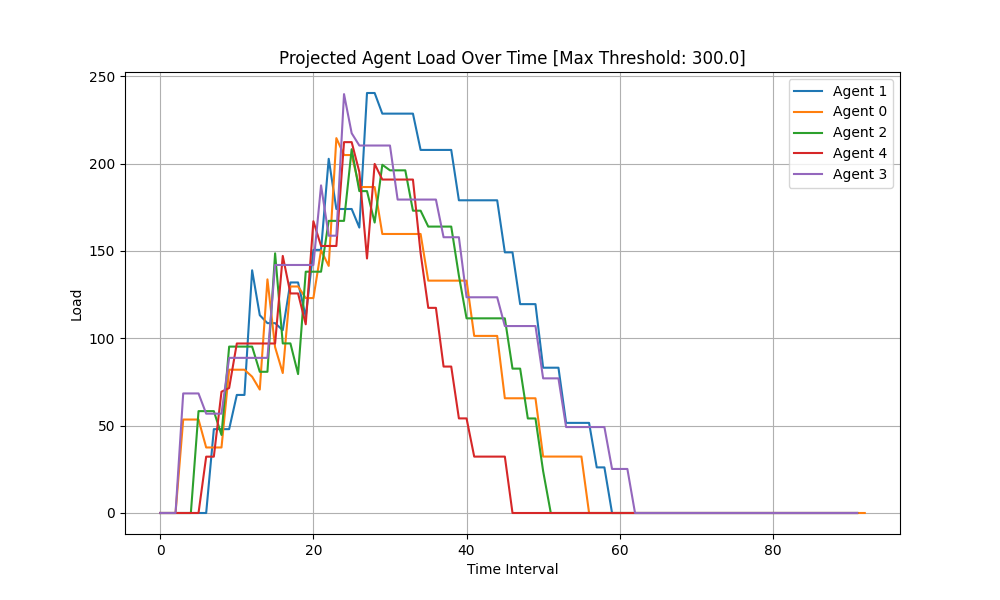 Projected Agent Load Over Time [Max Threshold: 300.0]
250
200
150
100
50
0
Load
0 20 40 60 80
Time Interval
Agent 1
Agent 0
Agent 2
Agent 4
Agent 3